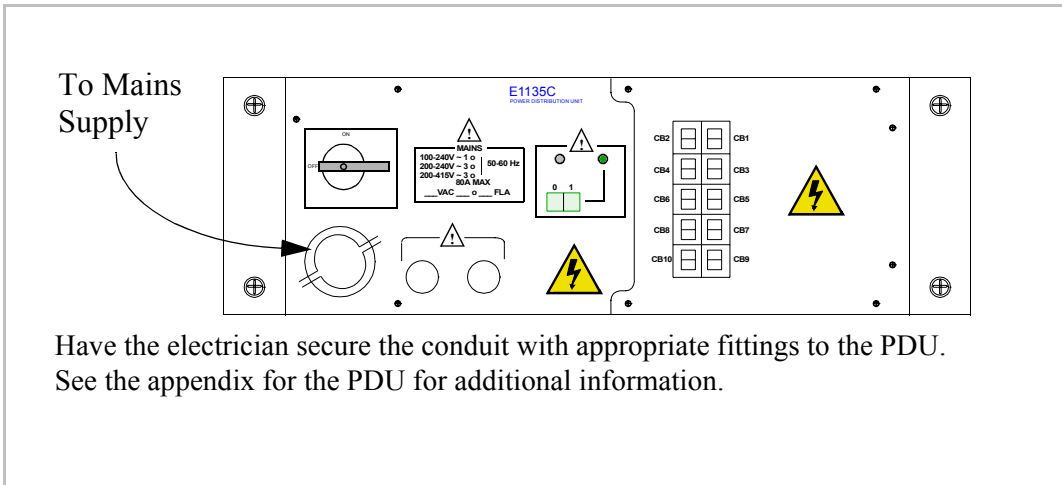 To Mains
Supply
E1135C
POWER DISTRIBUTION UNIT
ON
OFF
MAINS
100-240V ~ 1 o
200-240V ~ 3 o
200-415V ~ 3 o
50-60 Hz
80A MAX
___VAC ___ o ___ FLA
0 1
CB2 CB1
CB4 CB3
CB6 CB5
CB8 CB7
CB10 CB9
Have the electrician secure the conduit with appropriate fittings to the PDU.
See the appendix for the PDU for additional information.